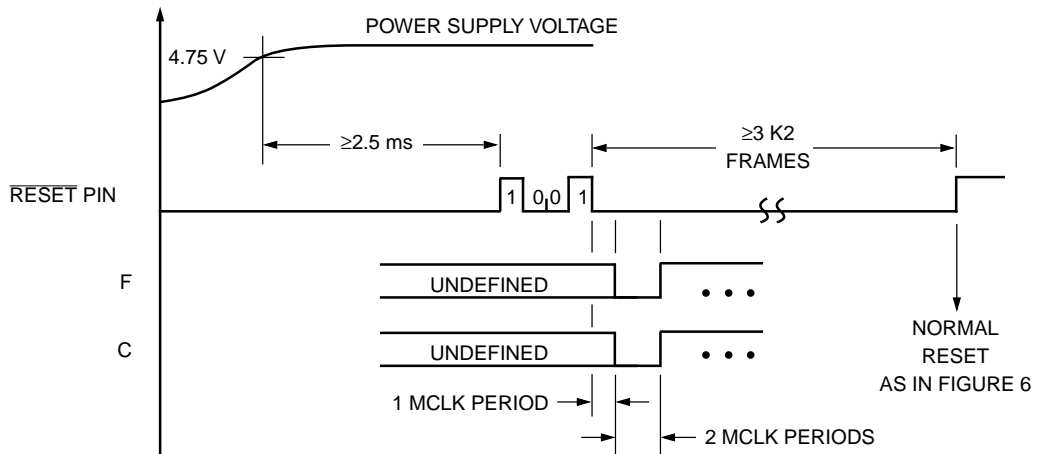 POWER SUPPLY VOLTAGE
4.75 V
≥2.5 ms
≥3 K2
FRAMES
RESET PIN
1 0 0 1
F
UNDEFINED
C
UNDEFINED
NORMAL
RESET
AS IN FIGURE 6
1 MCLK PERIOD
2 MCLK PERIODS